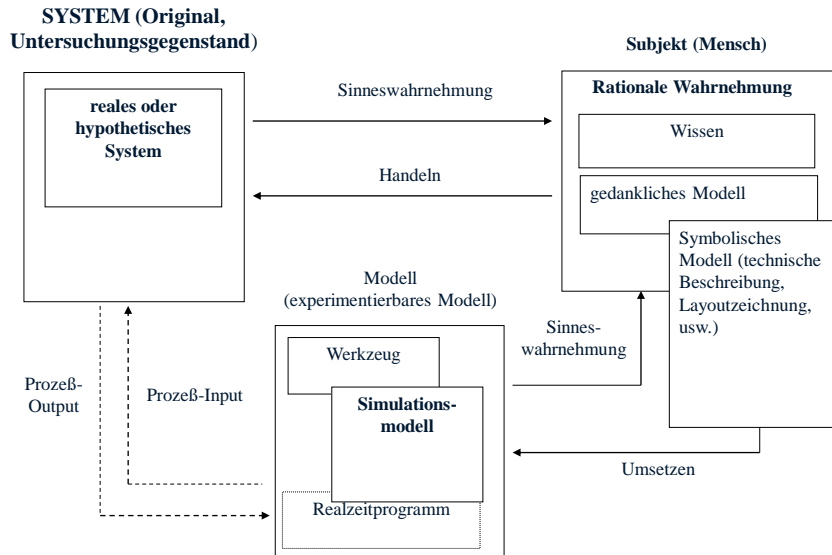 SYSTEM (Original,
Untersuchungsgegenstand)
reales oder
hypothetisches
System
Sinneswahrnehmung
Handeln
Subjekt (Mensch)
Rationale Wahrnehmung
Wissen
gedankliches Modell
Symbolisches
Modell (technische
Beschreibung,
Layoutzeichnung,
usw.)
Modell
(experimentierbares Modell)
Werkzeug
Simulations-
modell
Realzeitprogramm
Sinnes-
wahrnehmung
Umsetzen
Prozeß-
Output
Prozeß-Input